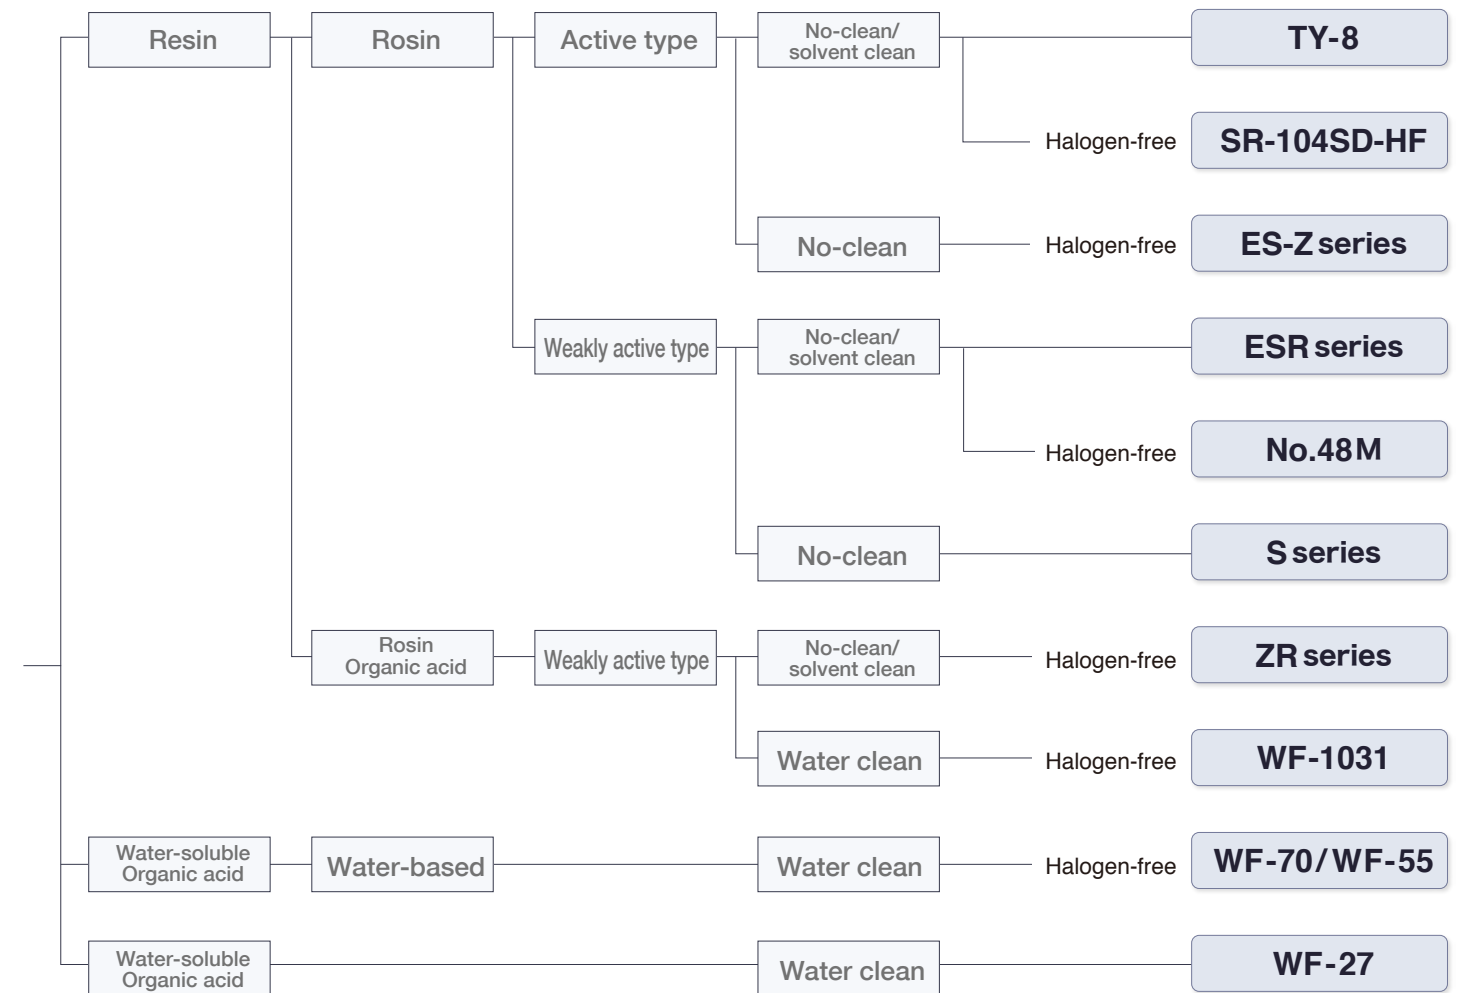 Resin
Rosin
Active type
No-clean/
solvent clean
TY-8
Halogen-free
SR-104SD-HF
No-clean
Halogen-free
ES-Z series
Weakly active type
No-clean/
solvent clean
ESR series
Halogen-free
No.48M
No-clean
S series
Rosin
Organic acid
Weakly active type
No-clean/
solvent clean
Halogen-free
ZR series
Water clean
Halogen-free
WF-1031
Water-soluble
Organic acid
Water-based
Water clean
Halogen-free
WF-70/WF-55
Water-soluble
Organic acid
Water clean
WF-27